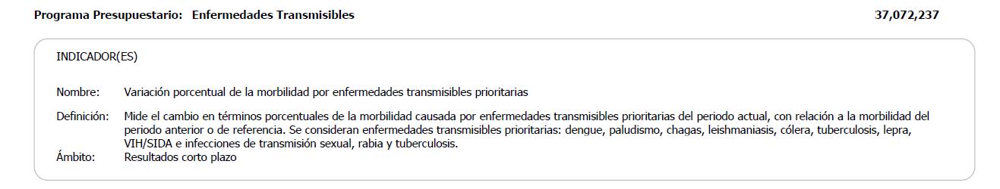 Programa Presupuestario: Enfermedades Transmisibles 37,072,237
INDICADOR(ES)
Nombre: Variación porcentual de la morbilidad por enfermedades transmisibles prioritarias
Definición: Mide el cambio en términos porcentuales de la morbilidad causada por enfermedades transmisibles prioritarias del periodo actual, con relación a la morbilidad del
periodo anterior o de referencia. Se consideran enfermedades transmisibles prioritarias: dengue, paludismo, chagas, leishmaniasis, cólera, tuberculosis, lepra,
VIH/SIDA e infecciones de transmisión sexual, rabia y tuberculosis.
Ámbito: Resultados corto plazo